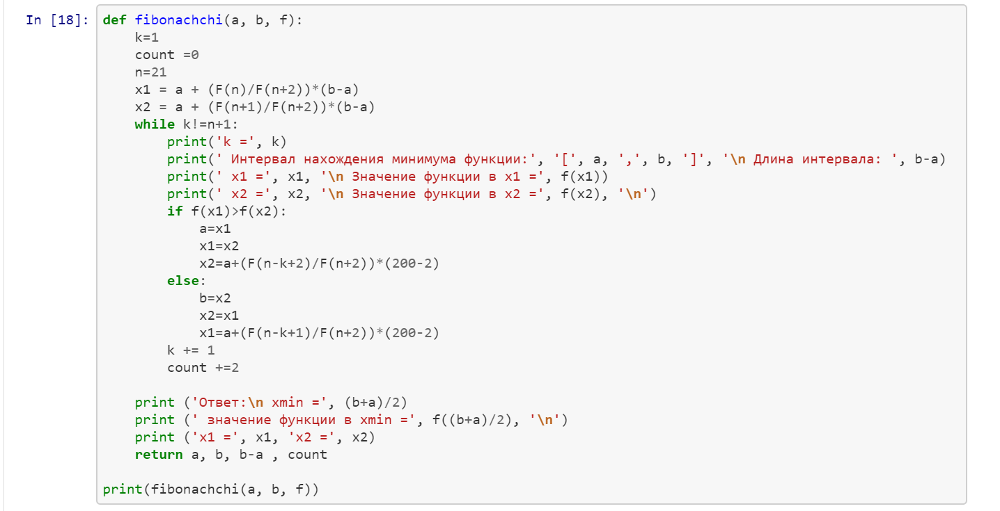 In [18]: def fibonachchi(a, b, f):
    k=1
    count =0
    n=21
    x1 = a + (F(n)/F(n+2))*(b-a)
    x2 = a + (F(n+1)/F(n+2))*(b-a)
    while k!=n+1:
        print('k =', k)
        print(' Интервал нахождения минимума функции:', '[', a, ',', b, ']', '\n Длина интервала: ', b-a)
        print(' x1 =', x1, '\n Значение функции в x1 =', f(x1))
        print(' x2 =', x2, '\n Значение функции в x2 =', f(x2), '\n')
        if f(x1)>f(x2):
            a=x1
            x1=x2
            x2=a+(F(n-k+2)/F(n+2))*(200-2)
        else:
            b=x2
            x2=x1
            x1=a+(F(n-k+1)/F(n+2))*(200-2)
        k += 1
        count +=2

    print ('Ответ:\n xmin =', (b+a)/2)
    print (' значение функции в xmin =', f((b+a)/2), '\n')
    print ('x1 =', x1, 'x2 =', x2)
    return a, b, b-a , count

print(fibonachchi(a, b, f))